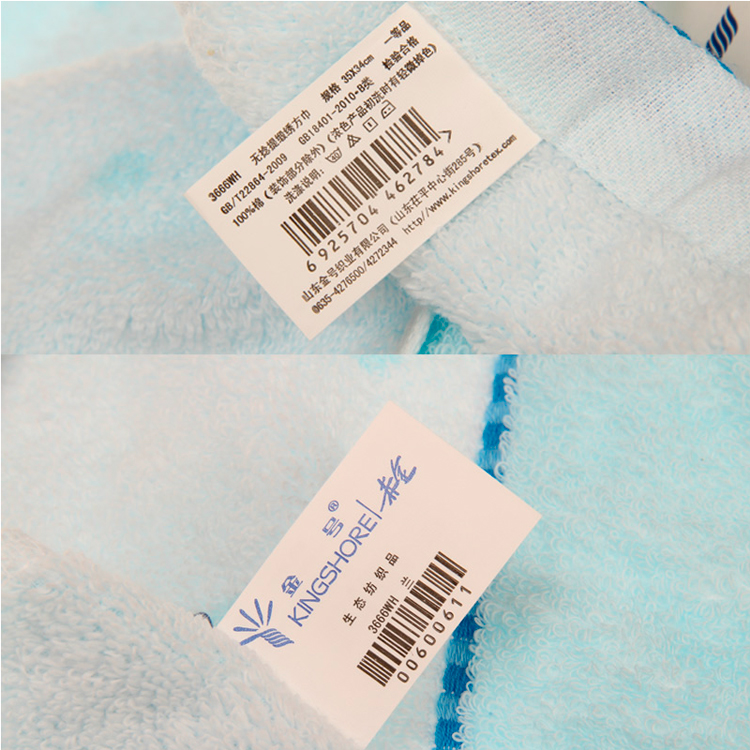 3666WH 无捻提缎绣方巾 规格 35X34cm 一等品
GB/T22864-2009 GB18401-2010-B类 检验合格
100%棉(装饰部分除外)(浓色产品初洗时有轻微掉色)
洗涤说明:
6 925704 462784 >
山东金号织业有限公司(山东茌平中心街285号)
0635-4276500/4272344 http//www.kingshoretex.com
金号®
KINGSHORE
生态纺织品
3666WH 兰
00600611